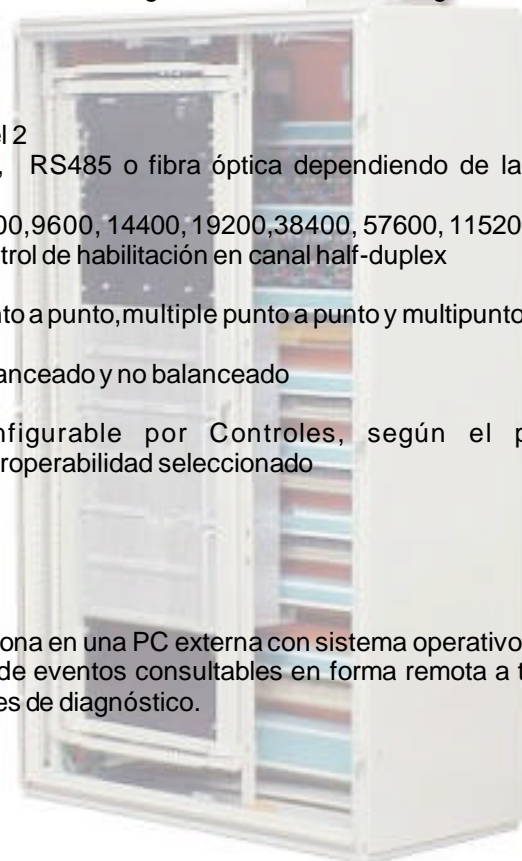 el 2
, RS485 o fibra óptica dependiendo de la
00,9600, 14400,19200,38400, 57600, 11520
trol de habilitación en canal half-duplex
nto a punto,multiple punto a punto y multipunto
anceado y no balanceado
nfigurable por Controles, según el p
roperabilidad seleccionado
iona en una PC externa con sistema operativo
de eventos consultables en forma remota a t
es de diagnóstico.